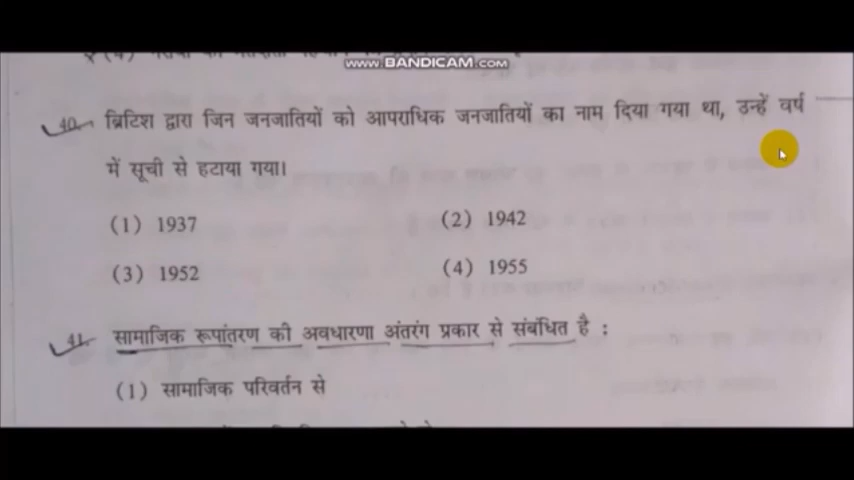 WWW.BANDICAM.COM
40. ब्रिटिश द्वारा जिन जनजातियों को आपराधिक जनजातियों का नाम दिया गया था, उन्हें वर्ष
में सूची से हटाया गया।
(1) 1937 (2) 1942
(3) 1952 (4) 1955
41. सामाजिक रूपांतरण की अवधारणा अंतरंग प्रकार से संबंधित है :
(1) सामाजिक परिवर्तन से